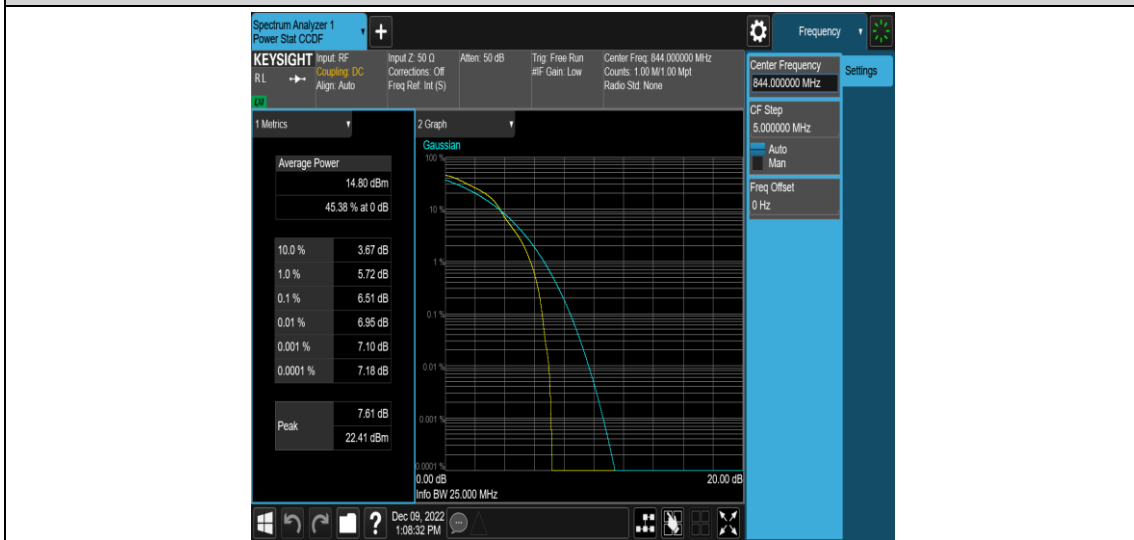 Spectrum Analyzer 1
Power Stat CCDF
Frequency
KEYSIGHT
RL
Input: RF
Coupling: DC
Align: Auto
Input Z: 50 Ω
Corrections: Off
Freq Ref: Int (S)
Atten: 50 dB
Trig: Free Run
#IF Gain: Low
Center Freq: 844.000000 MHz
Counts: 1.00 M/1.00 Mpt
Radio Std: None
Center Frequency
844.000000 MHz
Settings
CF Step
5.000000 MHz
Auto
Man
Freq Offset
0 Hz
1 Metrics
Average Power
14.80 dBm
45.38 % at 0 dB
10.0 % 3.67 dB
1.0 % 5.72 dB
0.1 % 6.51 dB
0.01 % 6.95 dB
0.001 % 7.10 dB
0.0001 % 7.18 dB
Peak 7.61 dB
22.41 dBm
2 Graph
Gaussian
100 %
10 %
1 %
0.1 %
0.01 %
0.001 %
0.0001 %
0.00 dB 20.00 dB
Info BW 25.000 MHz
Dec 09, 2022
1:08:32 PM